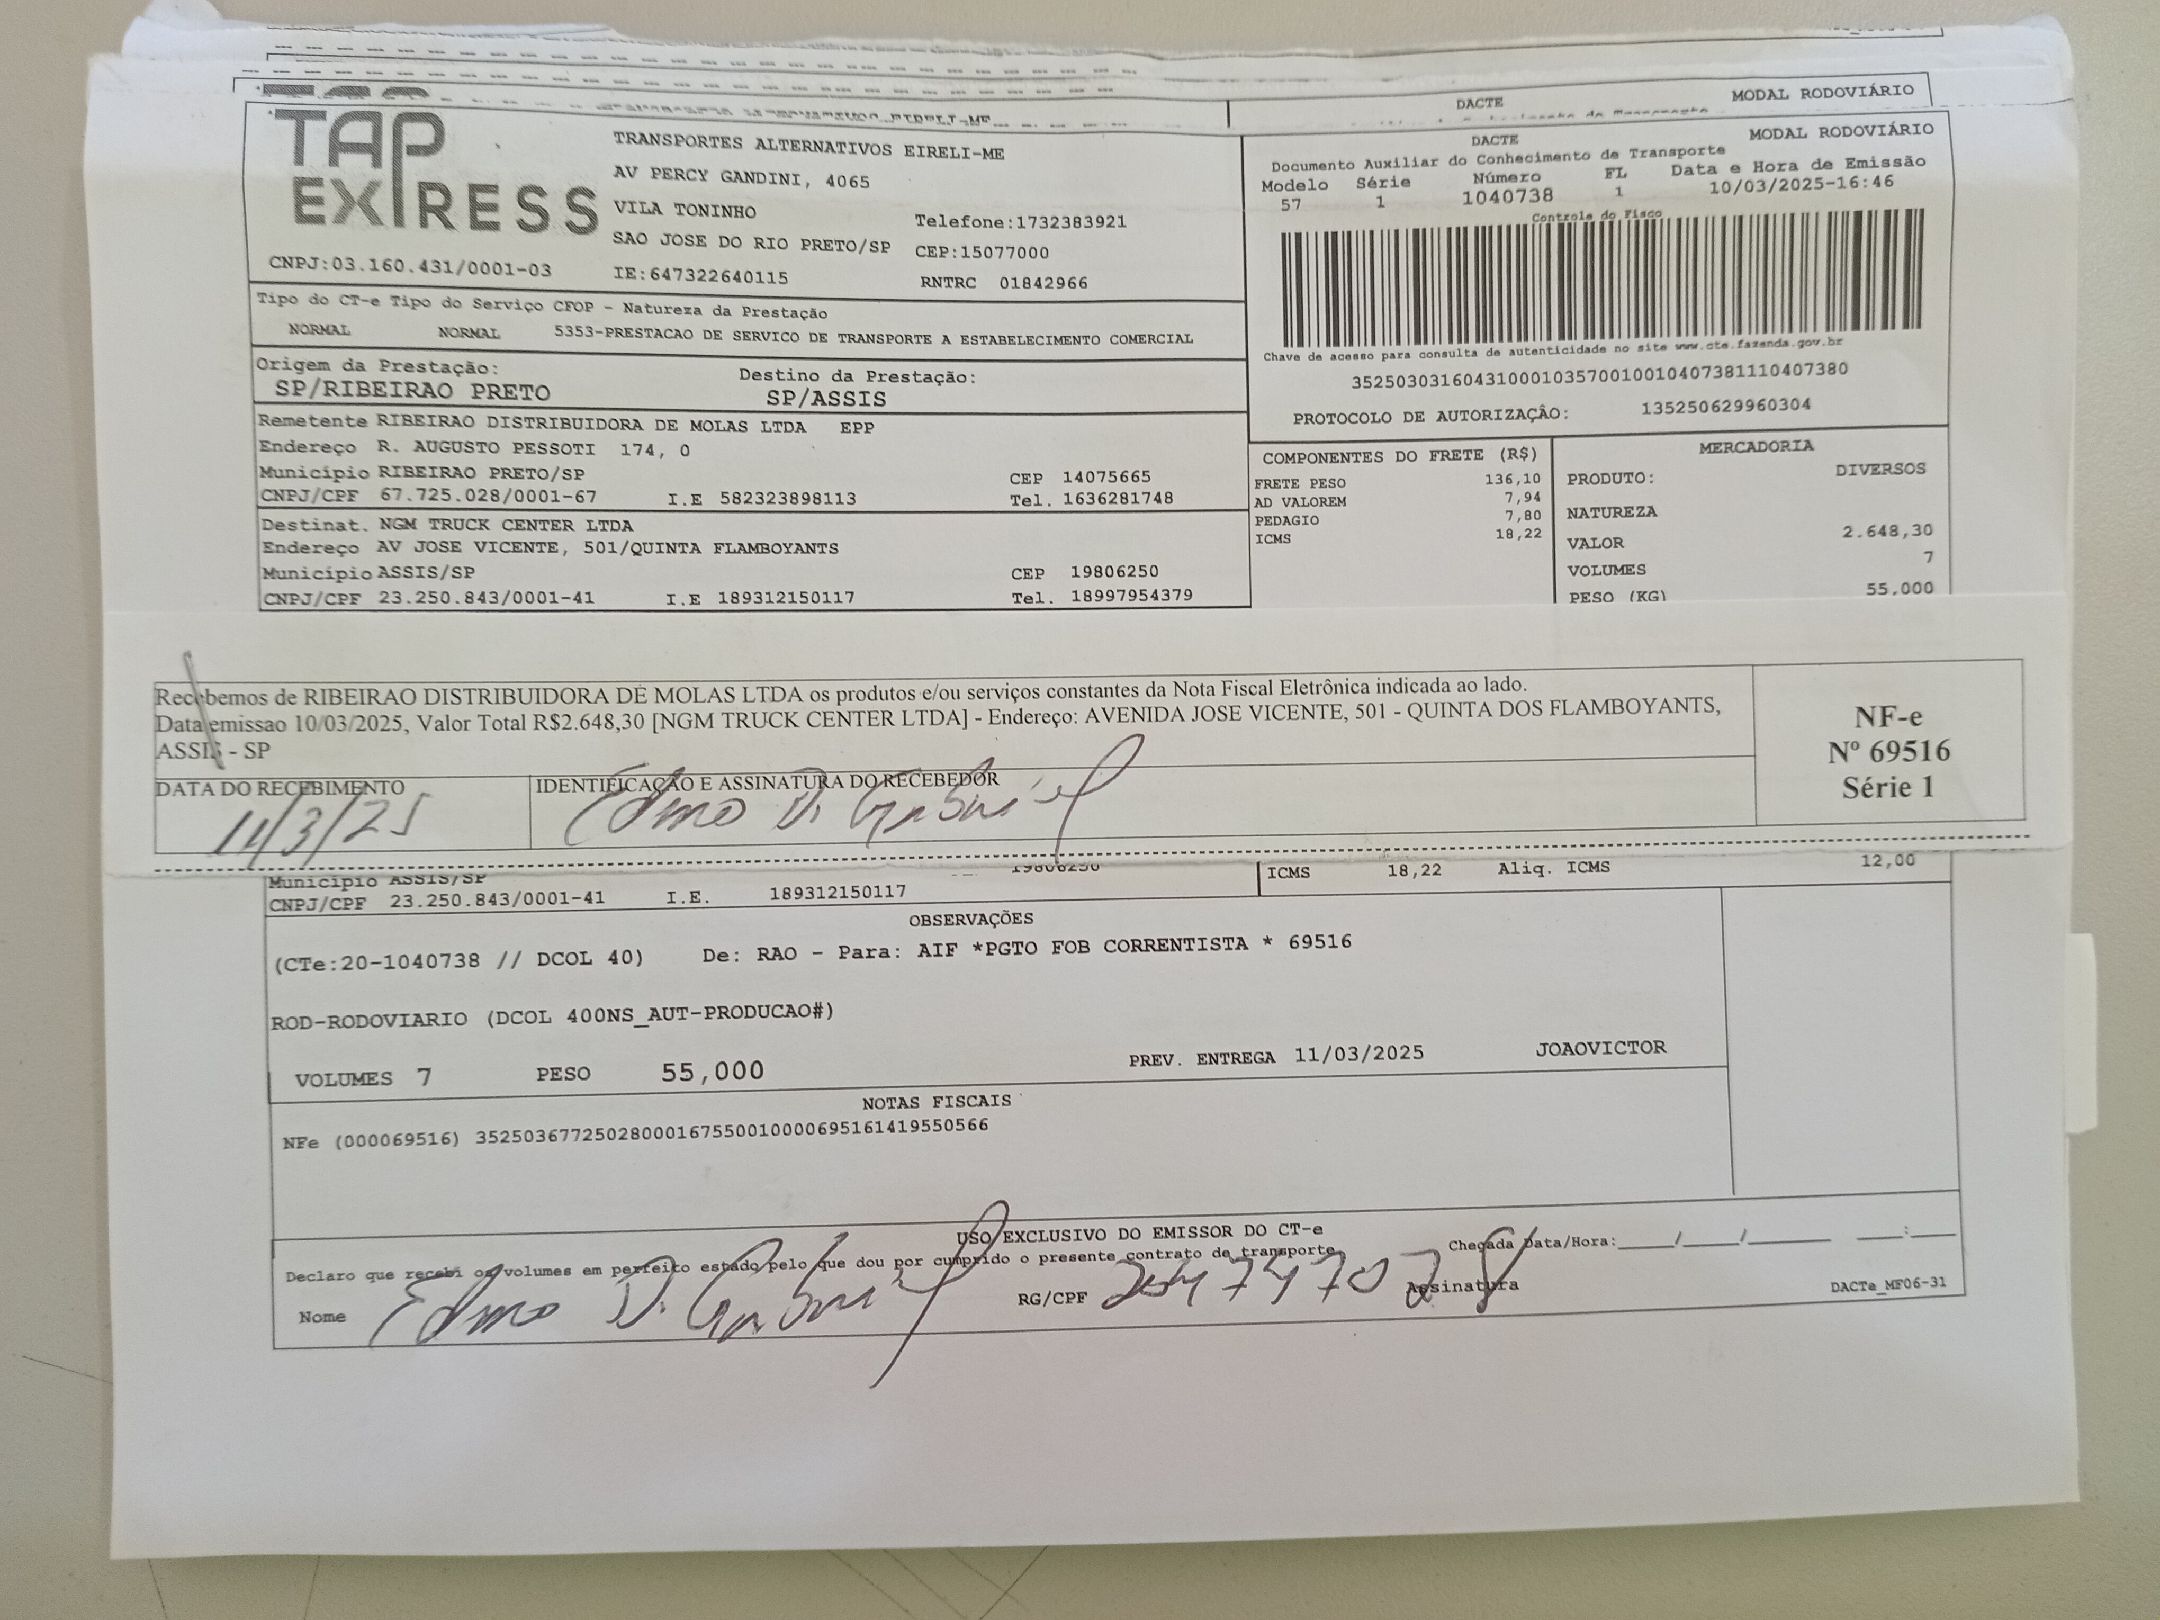 DACTE
MODAL RODOVIÁRIO
TAP
EXPRESS
CNPJ:03.160.431/0001-03
TRANSPORTES ALTERNATIVOS EIRELI-ME
AV PERCY GANDINI, 4065
VILA TONINHO
Telefone:1732383921
SAO JOSE DO RIO PRETO/SP CEP:15077000
IE:647322640115 RNTRC 01842966
DACTE MODAL RODOVIÁRIO
Documento Auxiliar do Conhecimento de Transporte
Modelo Série Número FL Data e Hora de Emissão
57 1 1040738 1 10/03/2025-16:46
Controle do Fisco
Chave de acesso para consulta de autenticidade no site www.cte.fazenda.gov.br
35250303160431000103570010010407381110407380
PROTOCOLO DE AUTORIZAÇÃO: 135250629960304
Tipo do CT-e Tipo do Serviço CFOP - Natureza da Prestação
NORMAL NORMAL 5353-PRESTACAO DE SERVICO DE TRANSPORTE A ESTABELECIMENTO COMERCIAL
Origem da Prestação: Destino da Prestação:
SP/RIBEIRAO PRETO SP/ASSIS
Remetente RIBEIRAO DISTRIBUIDORA DE MOLAS LTDA EPP
Endereço R. AUGUSTO PESSOTI 174, 0
Município RIBEIRAO PRETO/SP CEP 14075665
CNPJ/CPF 67.725.028/0001-67 I.E 582323898113 Tel. 1636281748
Destinat. NGM TRUCK CENTER LTDA
Endereço AV JOSE VICENTE, 501/QUINTA FLAMBOYANTS
Município ASSIS/SP CEP 19806250
CNPJ/CPF 23.250.843/0001-41 I.E 189312150117 Tel. 18997954379
COMPONENTES DO FRETE (R$)
FRETE PESO 136,10
AD VALOREM 7,94
PEDAGIO 7,80
ICMS 18,22
MERCADORIA
PRODUTO: DIVERSOS
NATUREZA
VALOR 2.648,30
VOLUMES 7
PESO (KG) 55,000
Recebemos de RIBEIRAO DISTRIBUIDORA DE MOLAS LTDA os produtos e/ou serviços constantes da Nota Fiscal Eletrônica indicada ao lado.
Data emissao 10/03/2025, Valor Total R$2.648,30 [NGM TRUCK CENTER LTDA] - Endereço: AVENIDA JOSE VICENTE, 501 - QUINTA DOS FLAMBOYANTS,
ASSIS - SP
DATA DO RECEBIMENTO IDENTIFICAÇÃO E ASSINATURA DO RECEBEDOR
11/3/25 Edmo D. Gabriel
NF-e
Nº 69516
Série 1
Município ASSIS/SP 19806250
CNPJ/CPF 23.250.843/0001-41 I.E. 189312150117
ICMS 18,22 Aliq. ICMS 12,00
OBSERVAÇÕES
(CTe:20-1040738 // DCOL 40) De: RAO - Para: AIF *PGTO FOB CORRENTISTA * 69516
ROD-RODOVIARIO (DCOL 400NS_AUT-PRODUCAO#)
VOLUMES 7 PESO 55,000 PREV. ENTREGA 11/03/2025 JOAOVICTOR
NOTAS FISCAIS
NFe (000069516) 35250367725028000167550010000695161419550566
USO EXCLUSIVO DO EMISSOR DO CT-e
Declaro que recebi os volumes em perfeito estado pelo que dou por cumprido o presente contrato de transporte
Chegada Data/Hora:_____/_____/_______ ____:____
Nome Edmo D. Gabriel RG/CPF Assinatura
DACTe_MF06-31